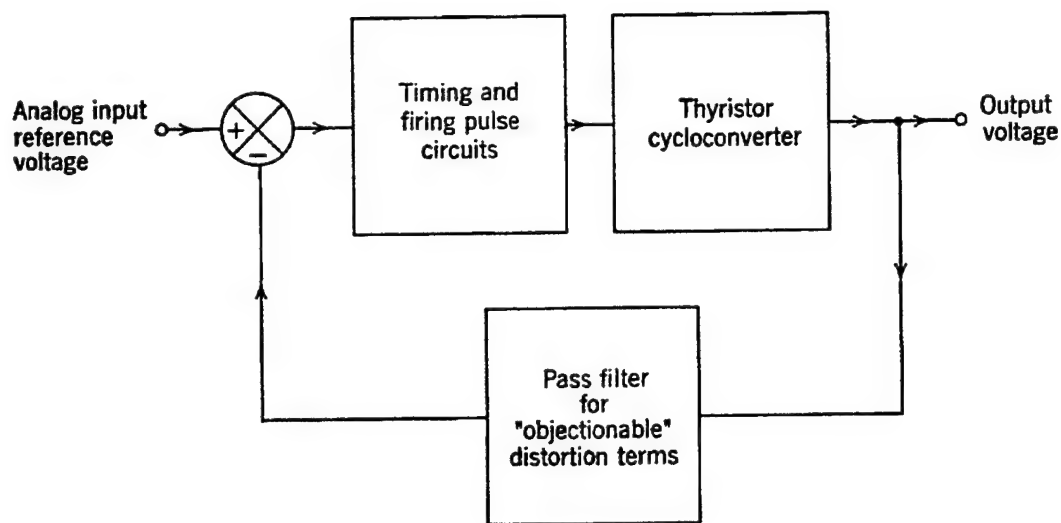 Analog input
reference
voltage
+
−
Timing and
firing pulse
circuits
Thyristor
cycloconverter
Output
voltage
Pass filter
for
"objectionable"
distortion terms